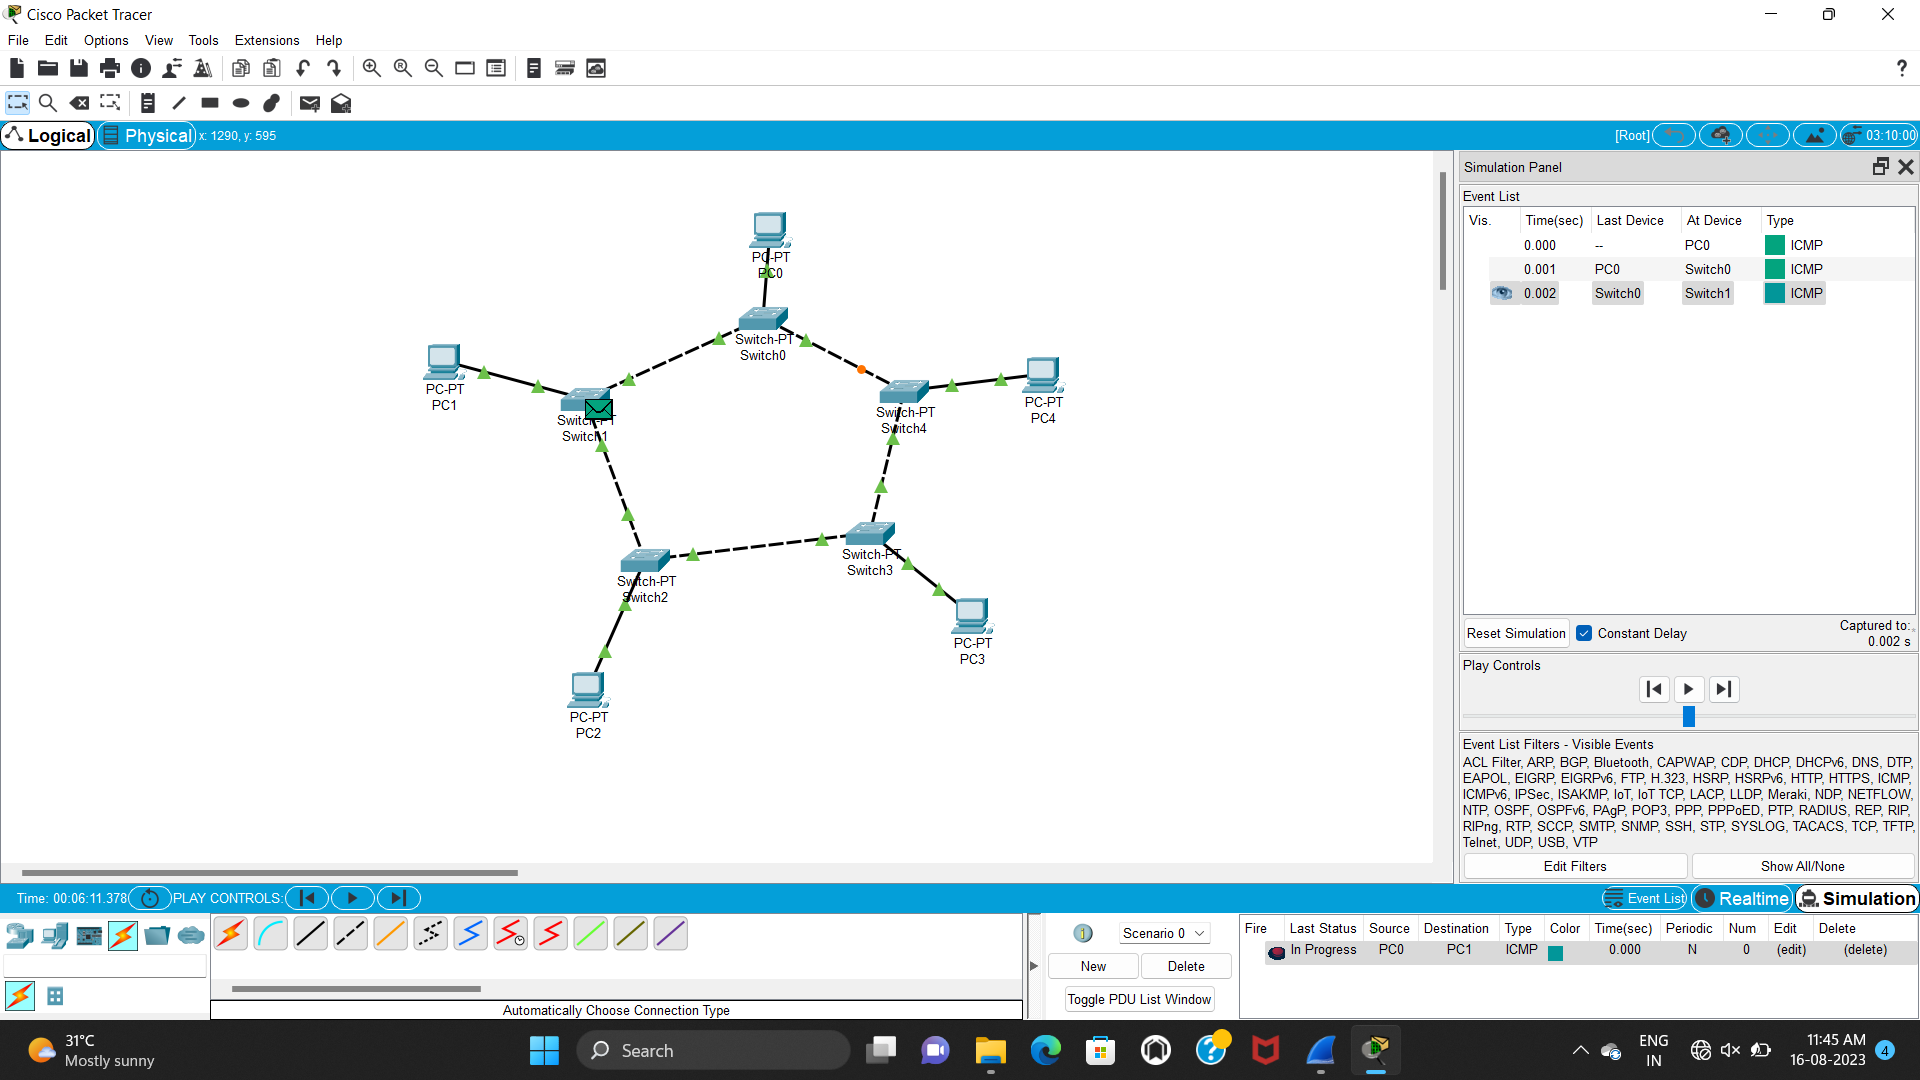 Cisco Packet Tracer
File Edit Options View Tools Extensions Help
?
Logical Physical x: 1290, y: 595 [Root] 03:10:00
PC-PT
PC0
Switch-PT
Switch0
PC-PT
PC1
Switch-PT
Switch1
Switch-PT
Switch4
PC-PT
PC4
Switch-PT
Switch3
Switch-PT
Switch2
PC-PT
PC3
PC-PT
PC2
Simulation Panel
Event List
Vis. Time(sec) Last Device At Device Type
0.000 -- PC0 ICMP
0.001 PC0 Switch0 ICMP
0.002 Switch0 Switch1 ICMP
Reset Simulation Constant Delay Captured to:
0.002 s
Play Controls
Event List Filters - Visible Events
ACL Filter, ARP, BGP, Bluetooth, CAPWAP, CDP, DHCP, DHCPv6, DNS, DTP,
EAPOL, EIGRP, EIGRPv6, FTP, H.323, HSRP, HSRPv6, HTTP, HTTPS, ICMP,
ICMPv6, IPSec, ISAKMP, IoT, IoT TCP, LACP, LLDP, Meraki, NDP, NETFLOW,
NTP, OSPF, OSPFv6, PAgP, POP3, PPP, PPPoED, PTP, RADIUS, REP, RIP,
RIPng, RTP, SCCP, SMTP, SNMP, SSH, STP, SYSLOG, TACACS, TCP, TFTP,
Telnet, UDP, USB, VTP
Edit Filters Show All/None
Time: 00:06:11.378 PLAY CONTROLS: Event List Realtime Simulation
Scenario 0
New Delete
Toggle PDU List Window
Fire Last Status Source Destination Type Color Time(sec) Periodic Num Edit Delete
In Progress PC0 PC1 ICMP 0.000 N 0 (edit) (delete)
Automatically Choose Connection Type
31°C
Mostly sunny
Search
ENG
IN
11:45 AM
16-08-2023
4